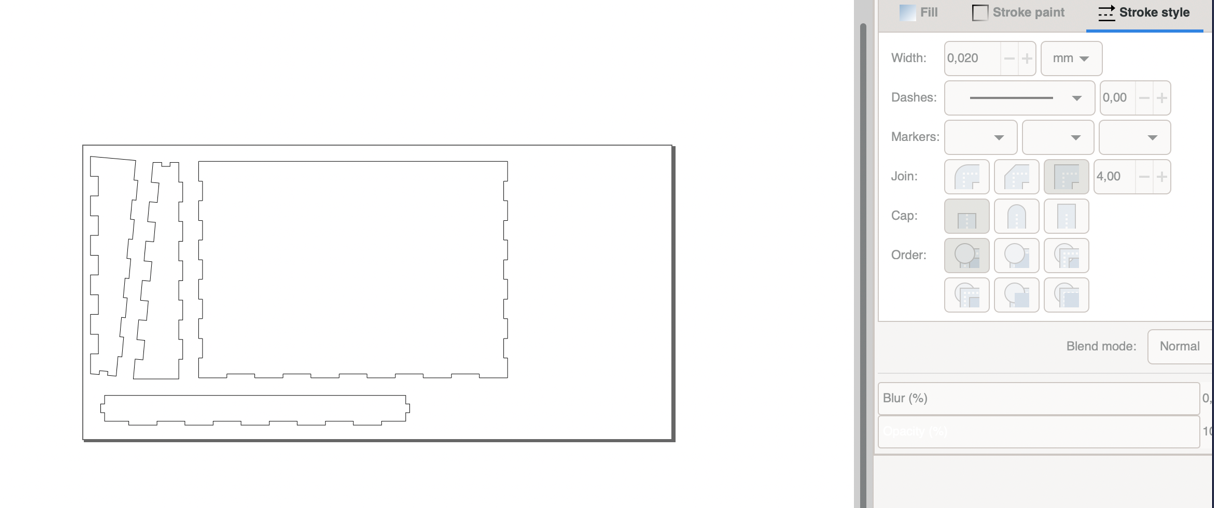 Fill Stroke paint Stroke style
Width: 0,020 mm
Dashes: 0,00
Markers:
Join: 4,00
Cap:
Order:
Blend mode: Normal
Blur (%) 0,
Opacity (%) 10